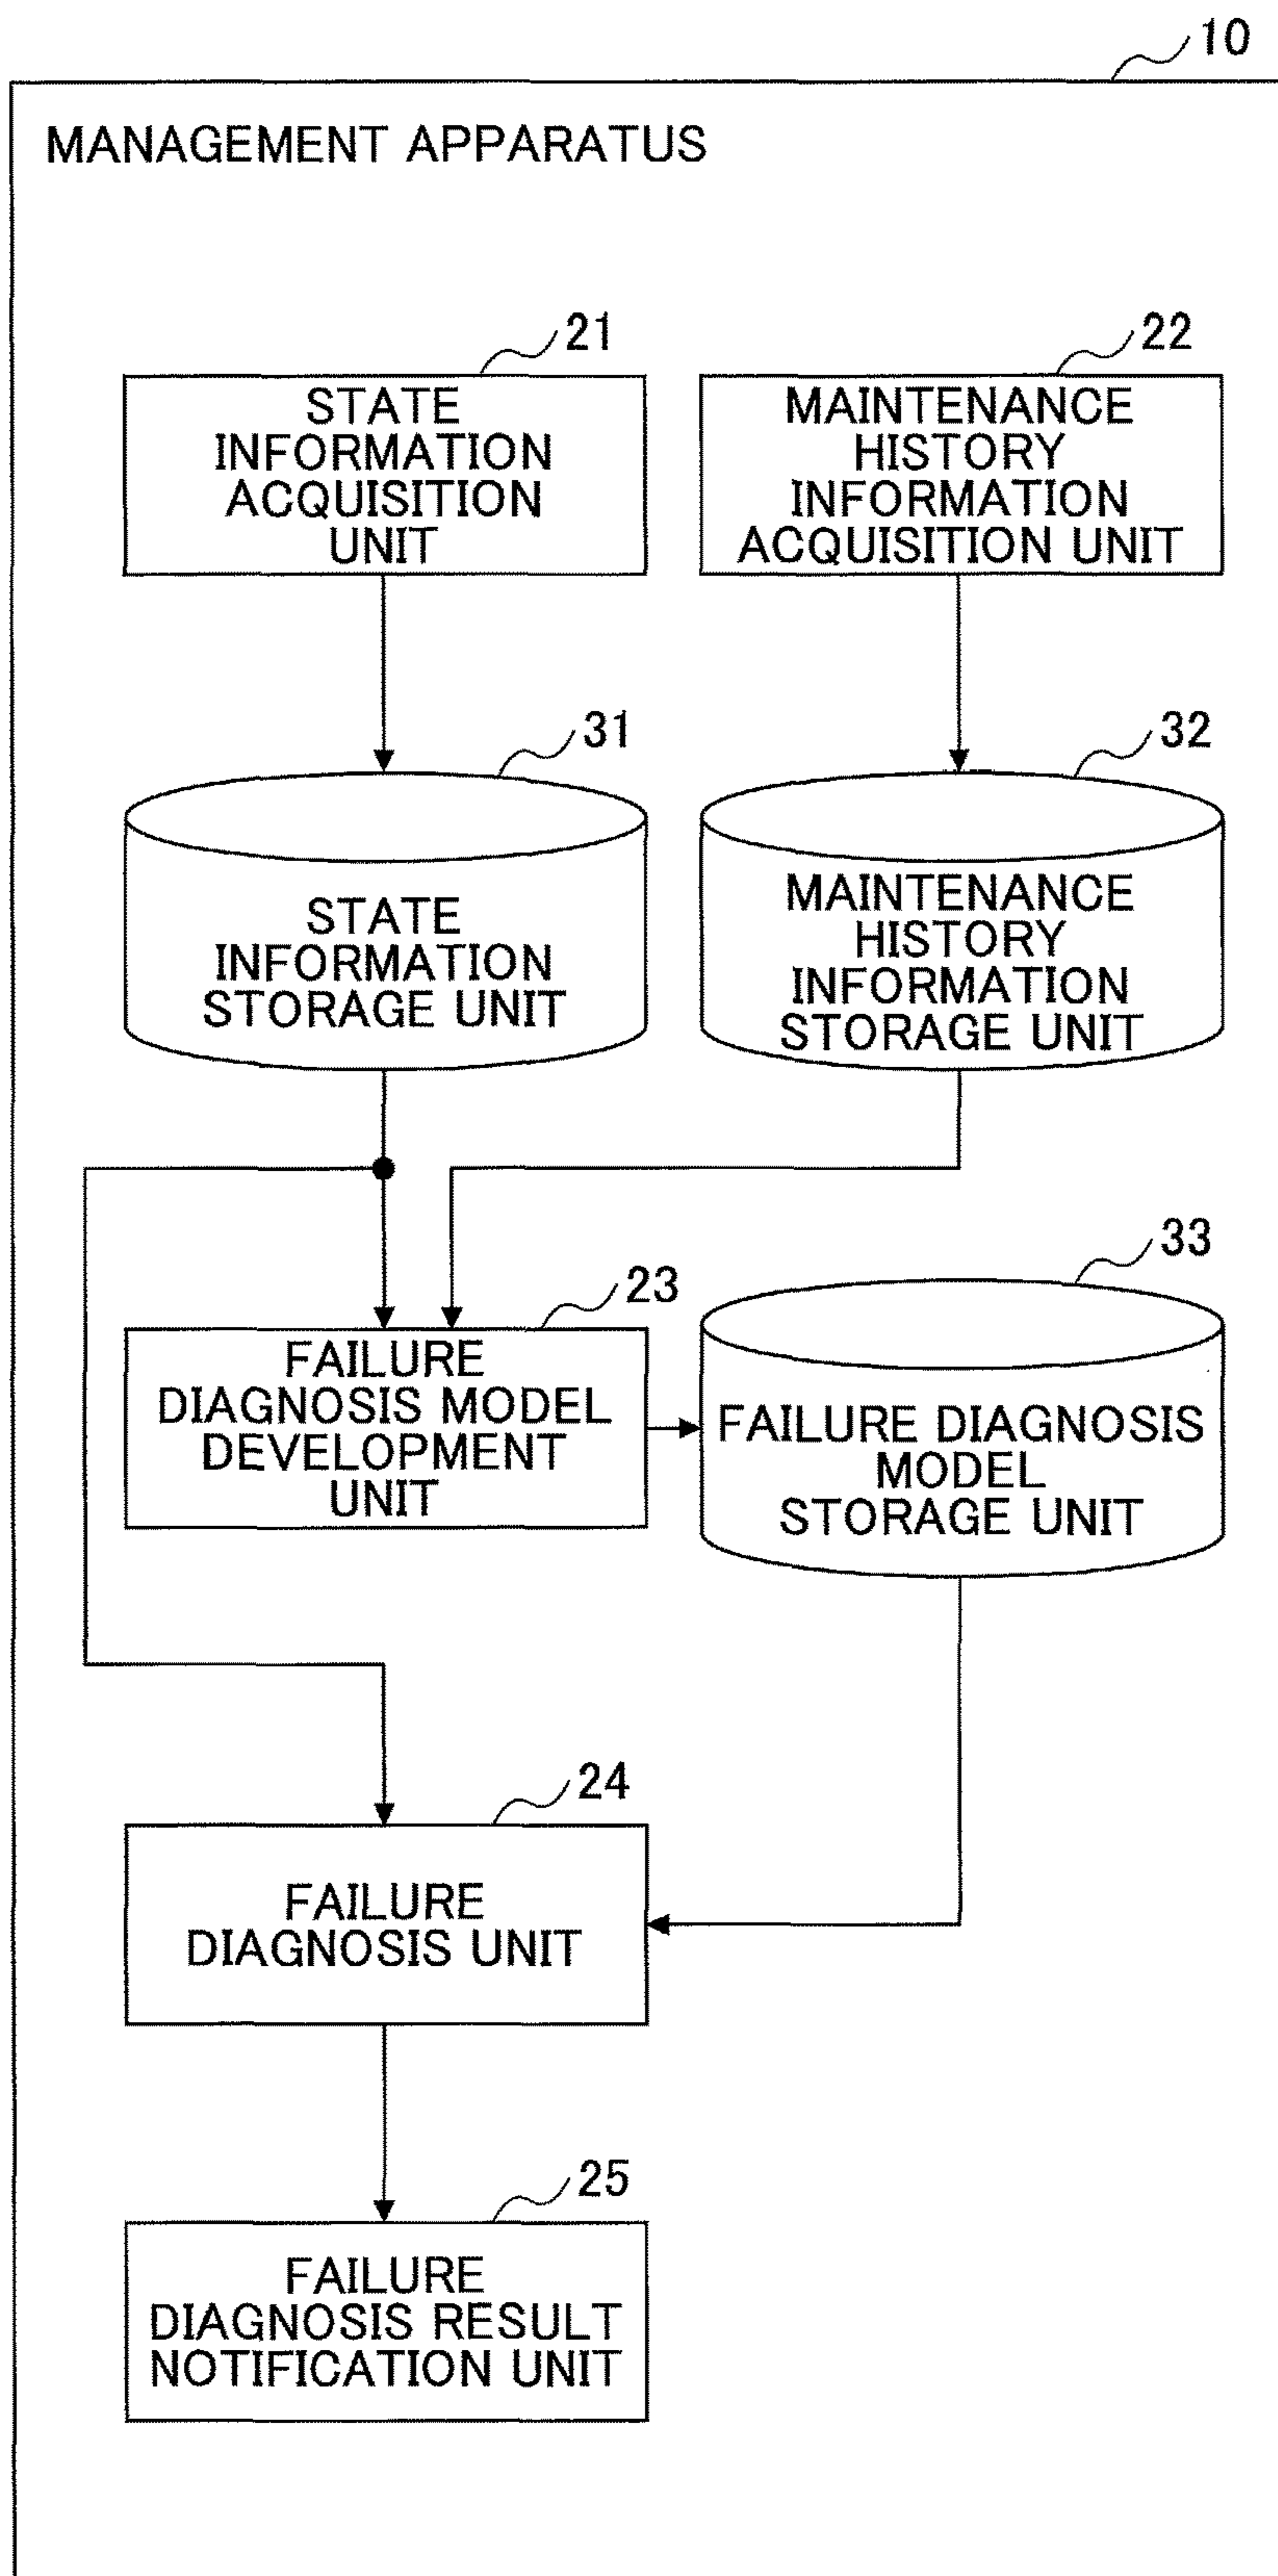 10
MANAGEMENT APPARATUS
21
STATE
INFORMATION
ACQUISITION
UNIT
22
MAINTENANCE
HISTORY
INFORMATION
ACQUISITION UNIT
31
STATE
INFORMATION
STORAGE UNIT
32
MAINTENANCE
HISTORY
INFORMATION
STORAGE UNIT
23
FAILURE
DIAGNOSIS MODEL
DEVELOPMENT
UNIT
33
FAILURE DIAGNOSIS
MODEL
STORAGE UNIT
24
FAILURE
DIAGNOSIS UNIT
25
FAILURE
DIAGNOSIS RESULT
NOTIFICATION UNIT